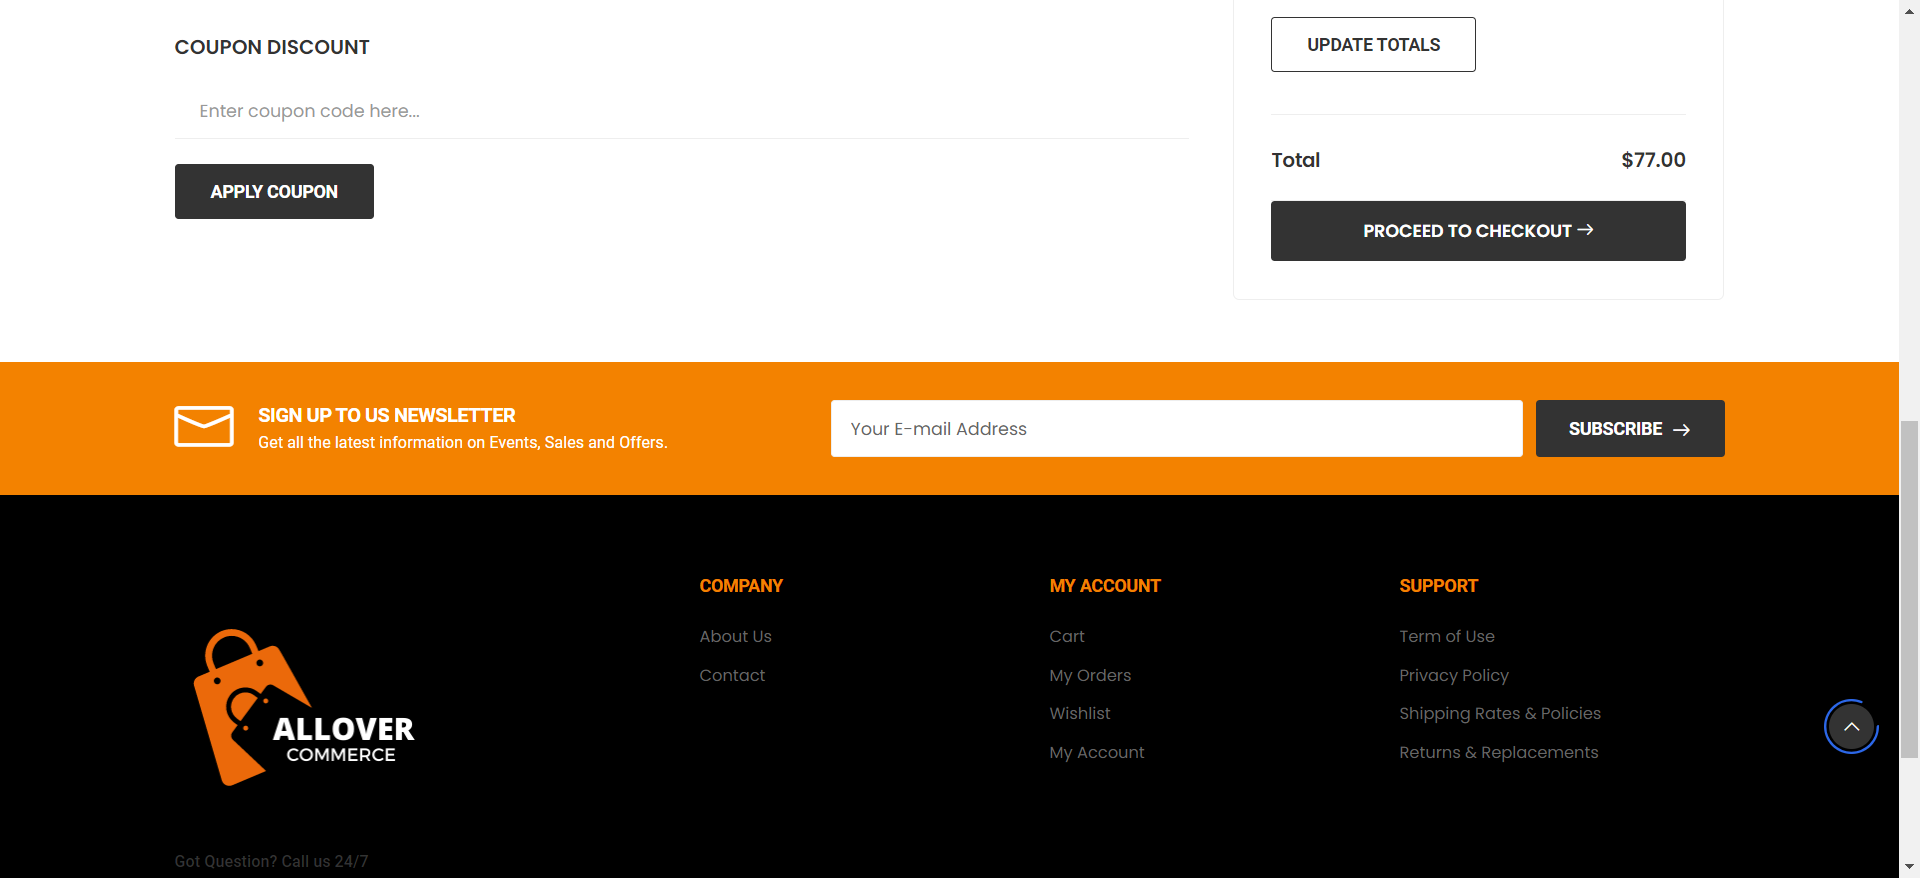 COUPON DISCOUNT
Enter coupon code here...
APPLY COUPON
UPDATE TOTALS
Total $77.00
PROCEED TO CHECKOUT
SIGN UP TO US NEWSLETTER
Get all the latest information on Events, Sales and Offers.
Your E-mail Address
SUBSCRIBE
ALLOVER
COMMERCE
COMPANY
About Us
Contact
MY ACCOUNT
Cart
My Orders
Wishlist
My Account
SUPPORT
Term of Use
Privacy Policy
Shipping Rates & Policies
Returns & Replacements
Got Question? Call us 24/7